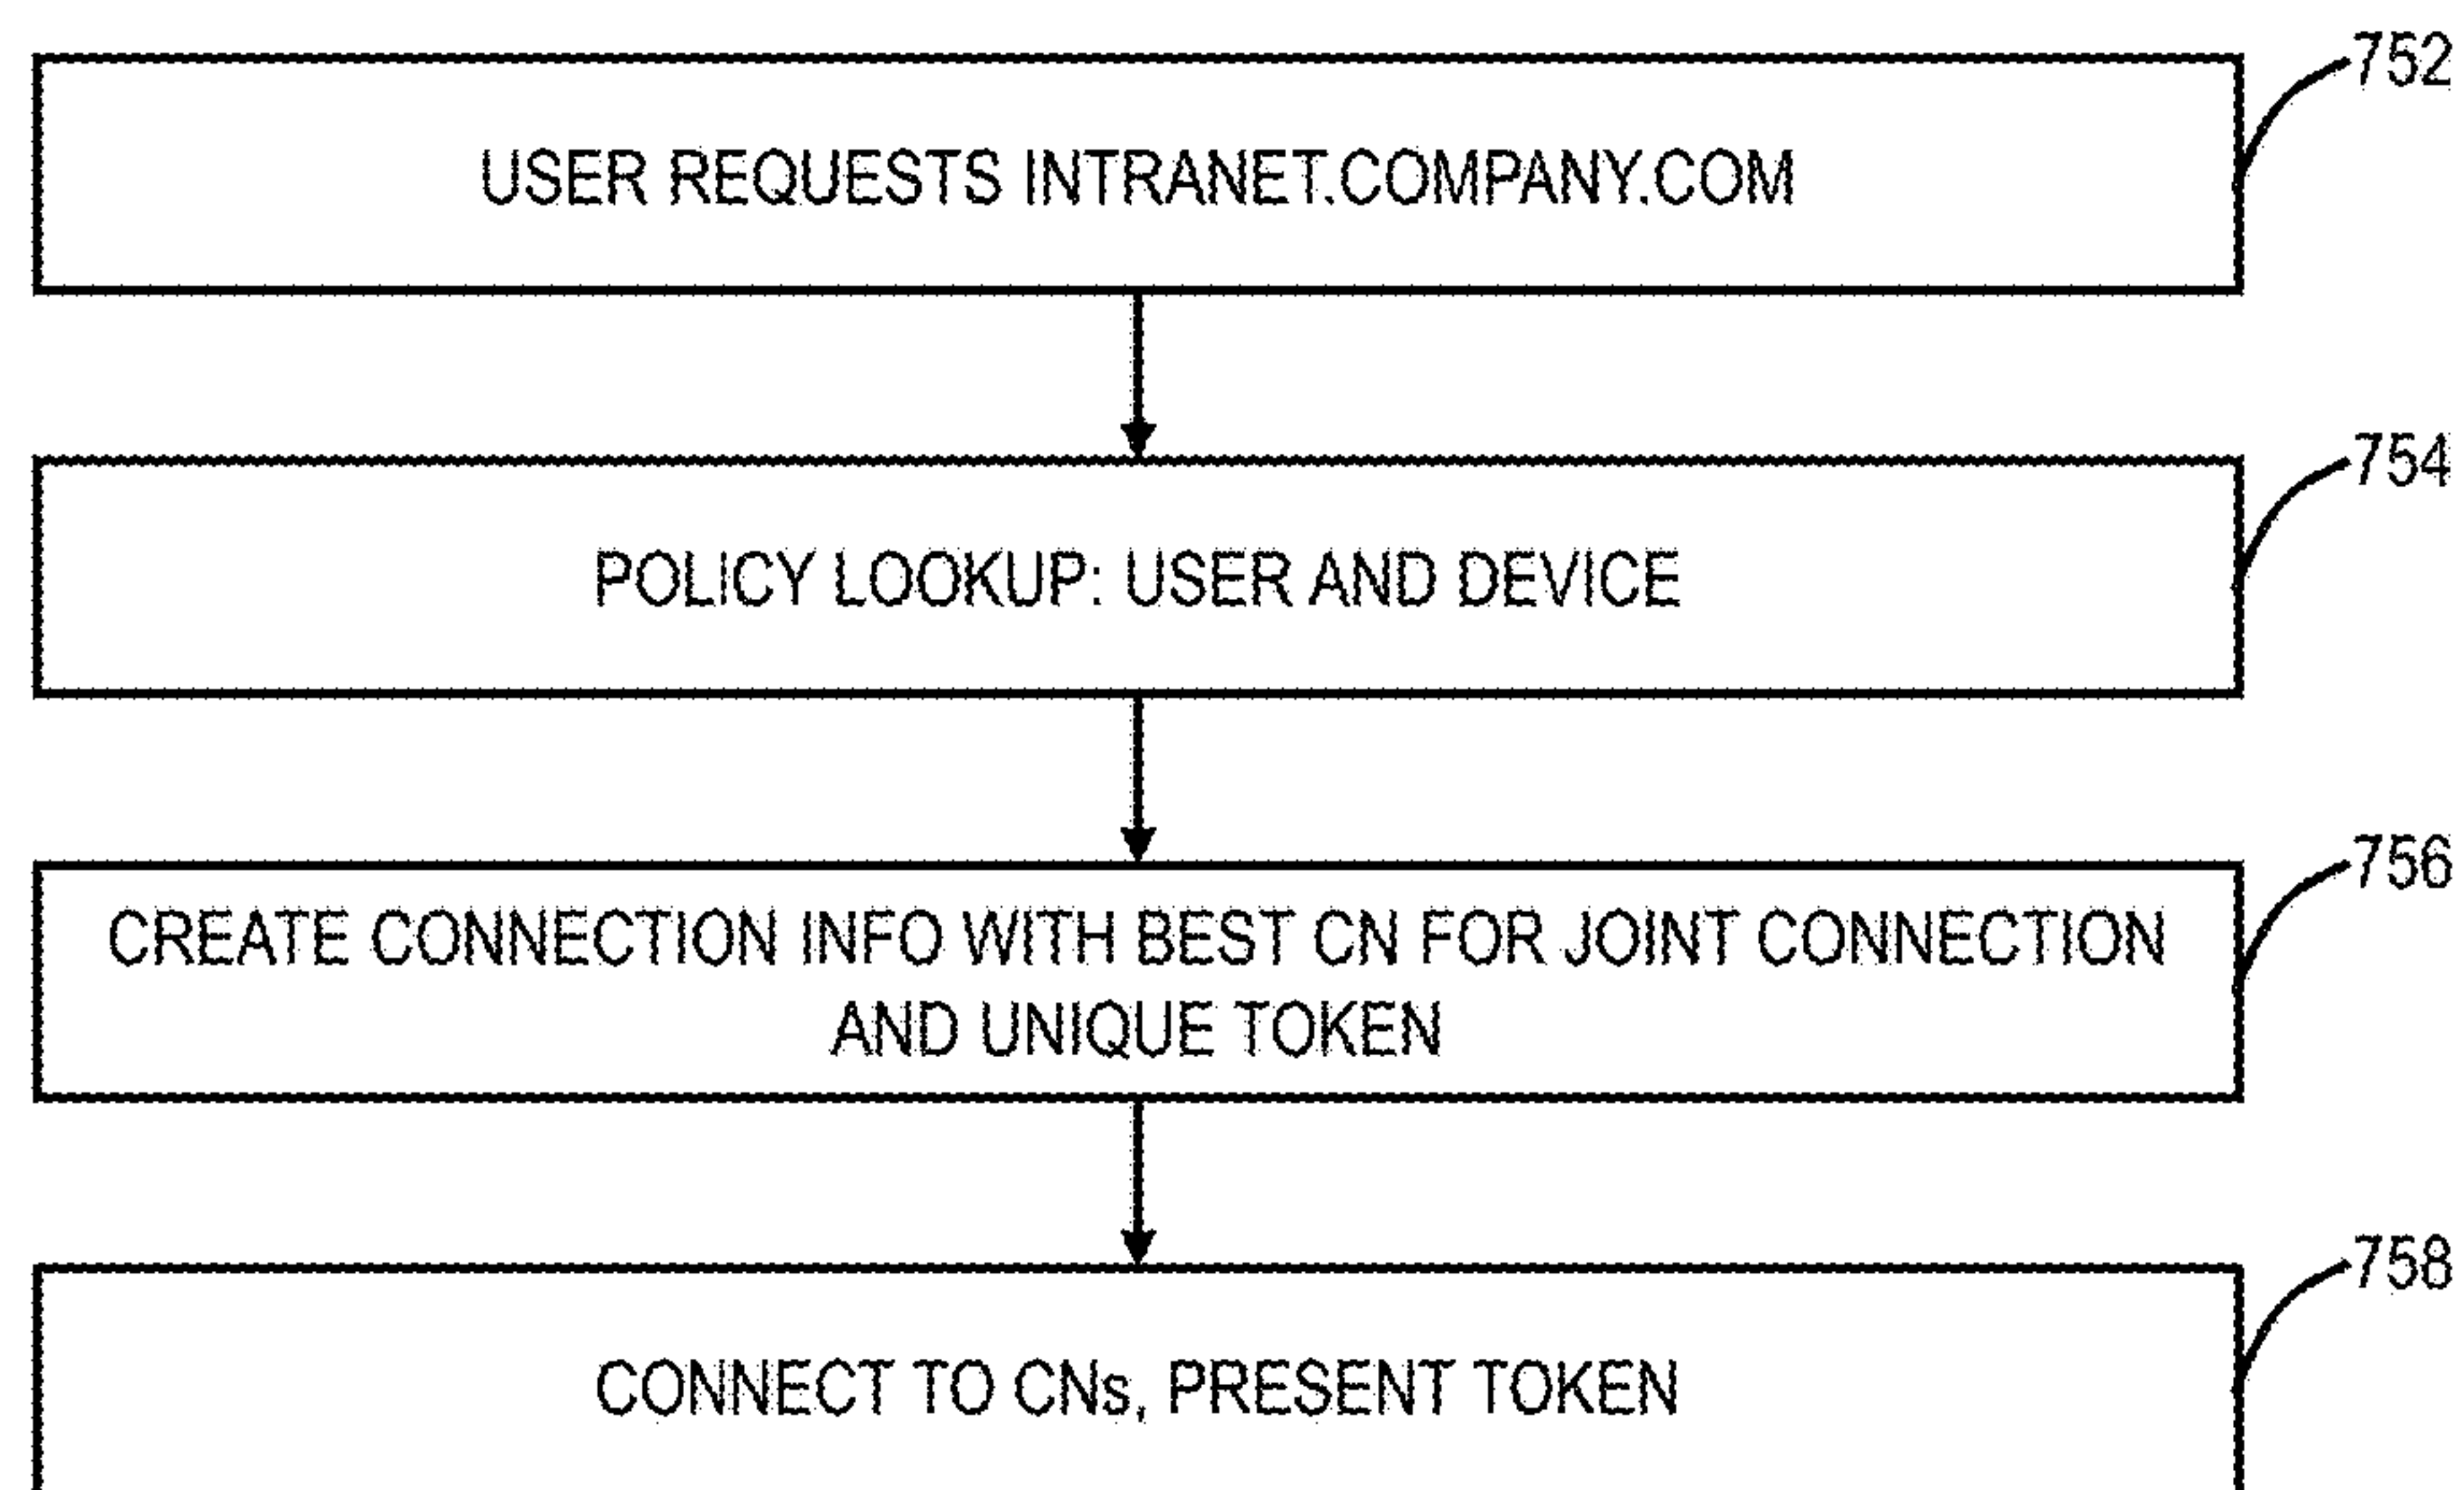 752
USER REQUESTS INTRANET.COMPANY.COM
754
POLICY LOOKUP: USER AND DEVICE
756
CREATE CONNECTION INFO WITH BEST CN FOR JOINT CONNECTION
AND UNIQUE TOKEN
758
CONNECT TO CNs, PRESENT TOKEN